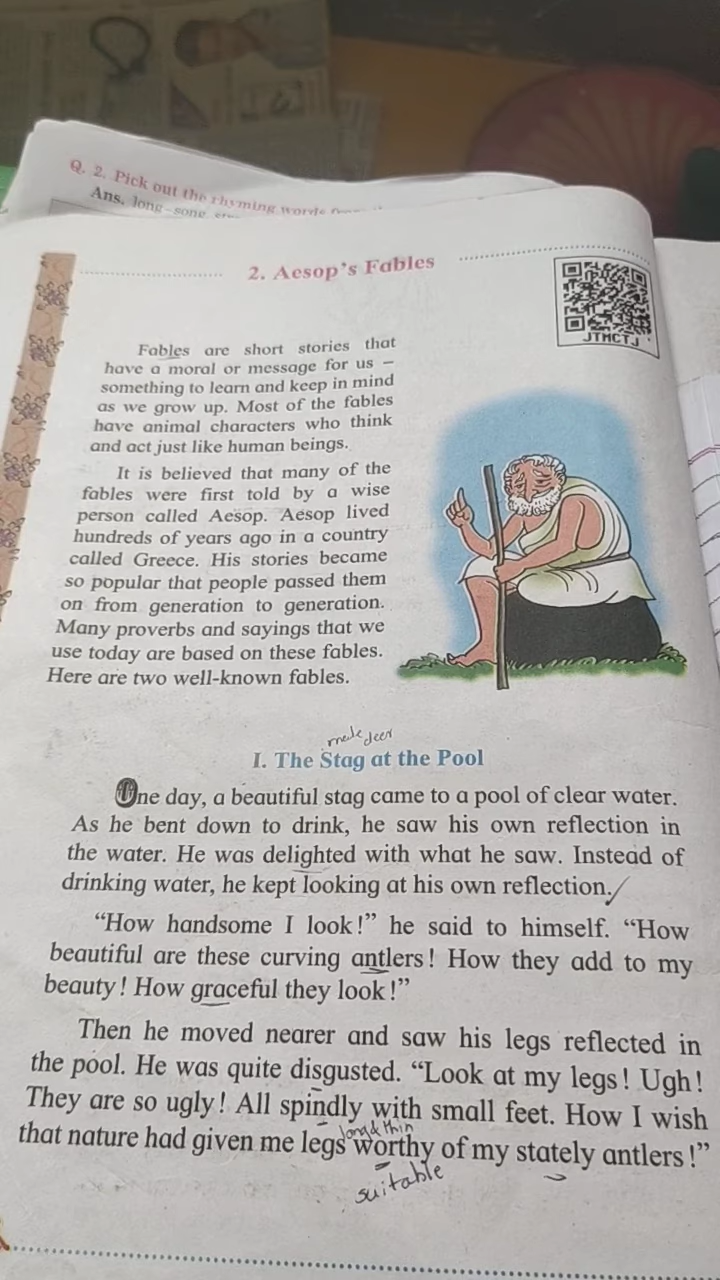 Q. 2. Pick out the rhyming words
Ans. long-song
2. Aesop's Fables
JTMCTJ
Fables are short stories that
have a moral or message for us –
something to learn and keep in mind
as we grow up. Most of the fables
have animal characters who think
and act just like human beings.
It is believed that many of the
fables were first told by a wise
person called Aesop. Aesop lived
hundreds of years ago in a country
called Greece. His stories became
so popular that people passed them
on from generation to generation.
Many proverbs and sayings that we
use today are based on these fables.
Here are two well-known fables.
male deer
I. The Stag at the Pool
One day, a beautiful stag came to a pool of clear water.
As he bent down to drink, he saw his own reflection in
the water. He was delighted with what he saw. Instead of
drinking water, he kept looking at his own reflection.
“How handsome I look!” he said to himself. “How
beautiful are these curving antlers! How they add to my
beauty! How graceful they look!”
Then he moved nearer and saw his legs reflected in
the pool. He was quite disgusted. “Look at my legs! Ugh!
They are so ugly! All spindly with small feet. How I wish
long & thin
that nature had given me legs worthy of my stately antlers!”
suitable